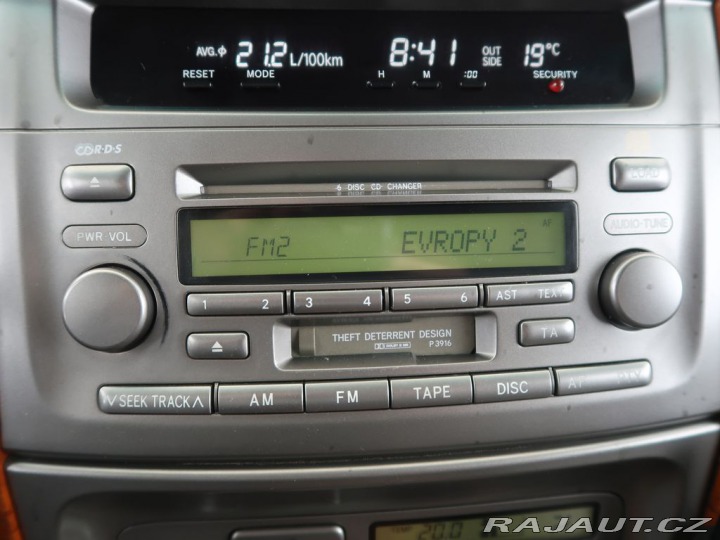 AVG.⌀ 21.2 L/100km 8:41 OUT SIDE 19°C
RESET MODE H M :00 SECURITY
R·D·S
6 DISC CD CHANGER
LOAD
PWR VOL
AF
AUDIO·TUNE
FM2 EVROPY 2
1 2 3 4 5 6 AST TEXT
THEFT DETERRENT DESIGN
P3916
TA
SEEK TRACK AM FM TAPE DISC AF PTY
20.0
RAJAUT.CZ